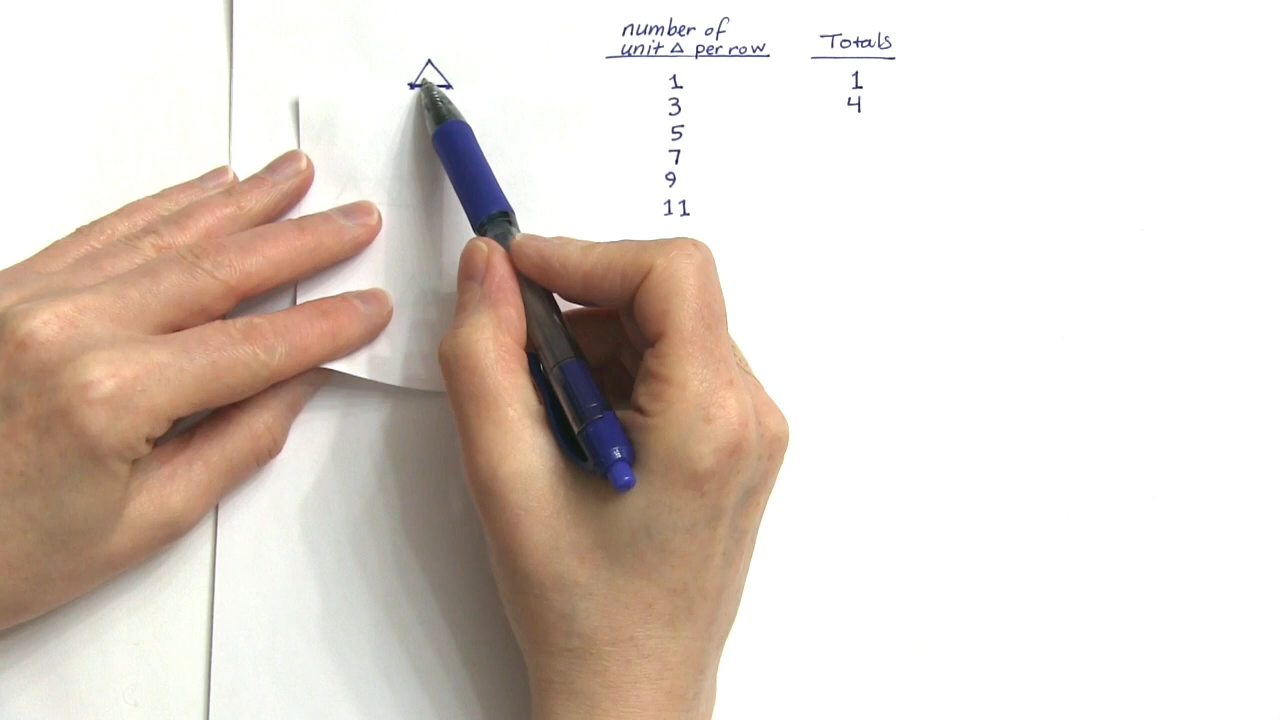 number of
unit △ per row
Totals
1 1
3 4
5
7
9
11